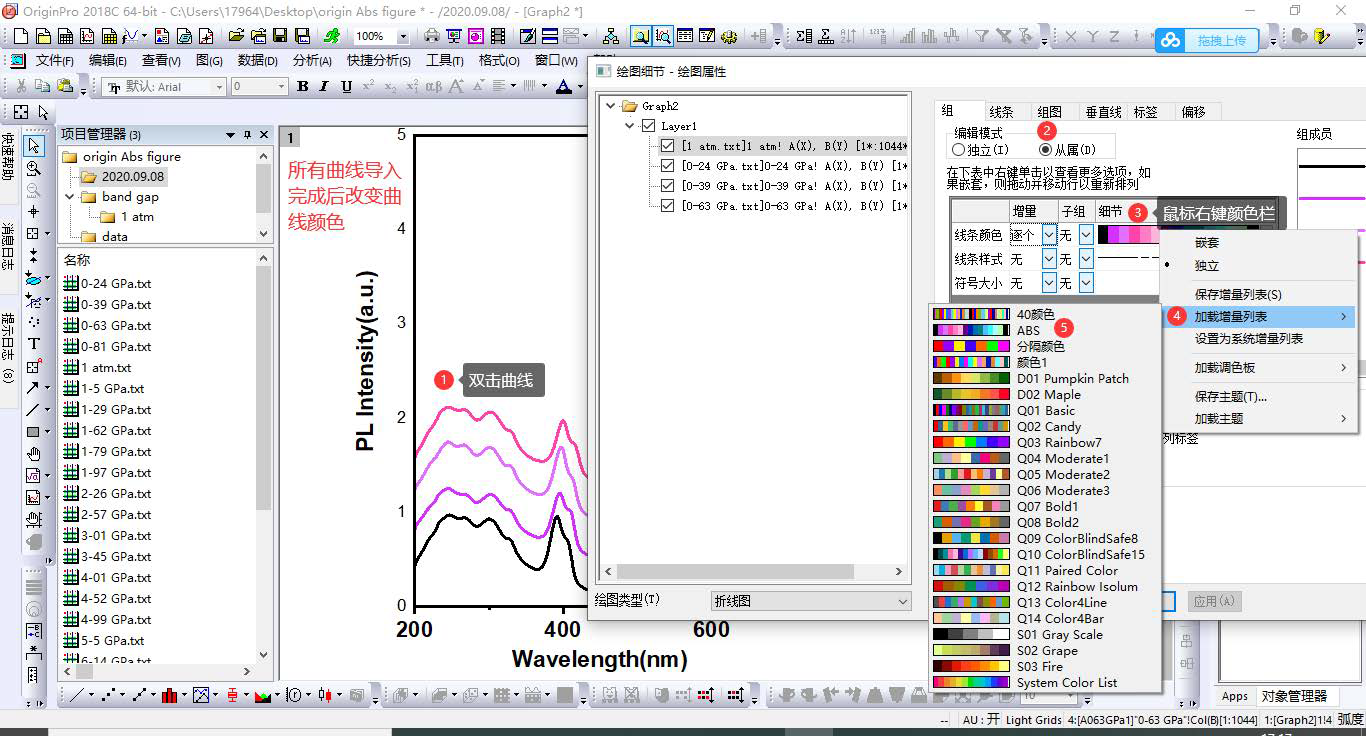 OriginPro 2018C 64-bit - C:\Users\17964\Desktop\origin Abs figure * - /2020.09.08/ - [Graph2 *]
100%
拖拽上传
文件(F) 编辑(E) 查看(V) 图(G) 数据(D) 分析(A) 快捷分析(S) 工具(T) 格式(O) 窗口(W)
默认: Arial 0 B I U
快速帮助
消息日志
提示日志 (8)
项目管理器 (3)
origin Abs figure
2020.09.08
band gap
1 atm
data
名称
0-24 GPa.txt
0-39 GPa.txt
0-63 GPa.txt
0-81 GPa.txt
1 atm.txt
1-5 GPa.txt
1-29 GPa.txt
1-62 GPa.txt
1-79 GPa.txt
1-97 GPa.txt
2-26 GPa.txt
2-57 GPa.txt
3-01 GPa.txt
3-45 GPa.txt
4-01 GPa.txt
4-52 GPa.txt
4-99 GPa.txt
5-5 GPa.txt
6-14 GPa.txt
1
所有曲线导入
完成后改变曲
线颜色
5
4
3
2
1
0
PL Intensity(a.u.)
1 双击曲线
200 400 600
Wavelength(nm)
绘图细节 - 绘图属性
Graph2
Layer1
[1 atm.txt]1 atm! A(X), B(Y) [1*:1044*
[0-24 GPa.txt]0-24 GPa! A(X), B(Y) [1*
[0-39 GPa.txt]0-39 GPa! A(X), B(Y) [1*
[0-63 GPa.txt]0-63 GPa! A(X), B(Y) [1*
绘图类型(T) 折线图
组 线条 组图 垂直线 标签 偏移
编辑模式 2
独立(I) 从属(D)
组成员
在下表中右键单击以查看更多选项，如
果嵌套，则拖动并移动行以重新排列
增量 子组 细节 3 鼠标右键颜色栏
线条颜色 逐个 无
线条样式 无 无
符号大小 无 无
嵌套
独立
保存增量列表(S)
4 加载增量列表
设置为系统增量列表
加载调色板
保存主题(T)...
加载主题
列标签
40颜色
ABS 5
分隔颜色
颜色1
D01 Pumpkin Patch
D02 Maple
Q01 Basic
Q02 Candy
Q03 Rainbow7
Q04 Moderate1
Q05 Moderate2
Q06 Moderate3
Q07 Bold1
Q08 Bold2
Q09 ColorBlindSafe8
Q10 ColorBlindSafe15
Q11 Paired Color
Q12 Rainbow Isolum
Q13 Color4Line
Q14 Color4Bar
S01 Gray Scale
S02 Grape
S03 Fire
System Color List
应用(A)
10
Apps 对象管理器
-- AU : 开 Light Grids 4:[A063GPa1]"0-63 GPa"!Col(B)[1:1044] 1:[Graph2]1!4 弧度